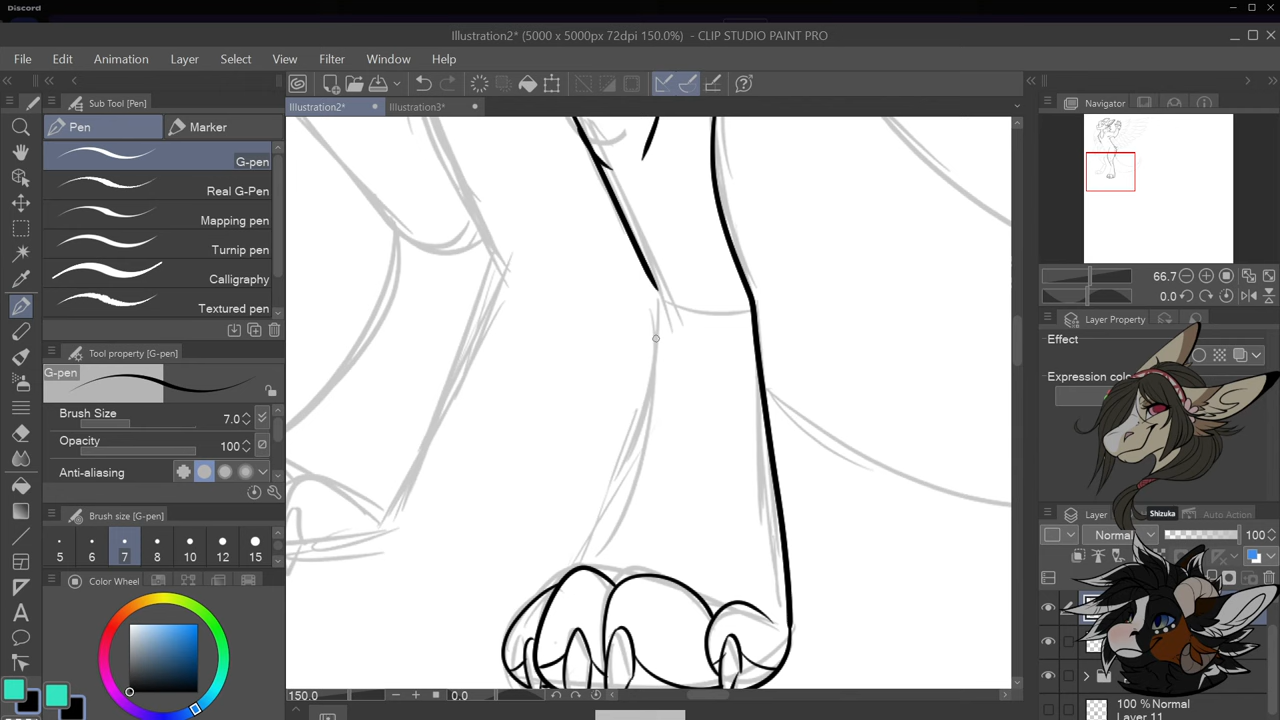 Discord
Illustration2* (5000 x 5000px 72dpi 150.0%) - CLIP STUDIO PAINT PRO
File Edit Animation Layer Select View Filter Window Help
Sub Tool [Pen]
Illustration2* Illustration3*
Navigator
Pen Marker
G-pen
Real G-Pen
Mapping pen
Turnip pen
Calligraphy
Textured pen
66.7
0.0
Layer Property
Effect
Expression colo
Tool property [G-pen]
G-pen
Brush Size 7.0
Opacity 100
Anti-aliasing
Brush size [G-pen]
5 6 7 8 10 12 15
Color Wheel
Layer Shizuka Auto Action
Normal 100
150.0 0.0
100 % Normal
Layer 11